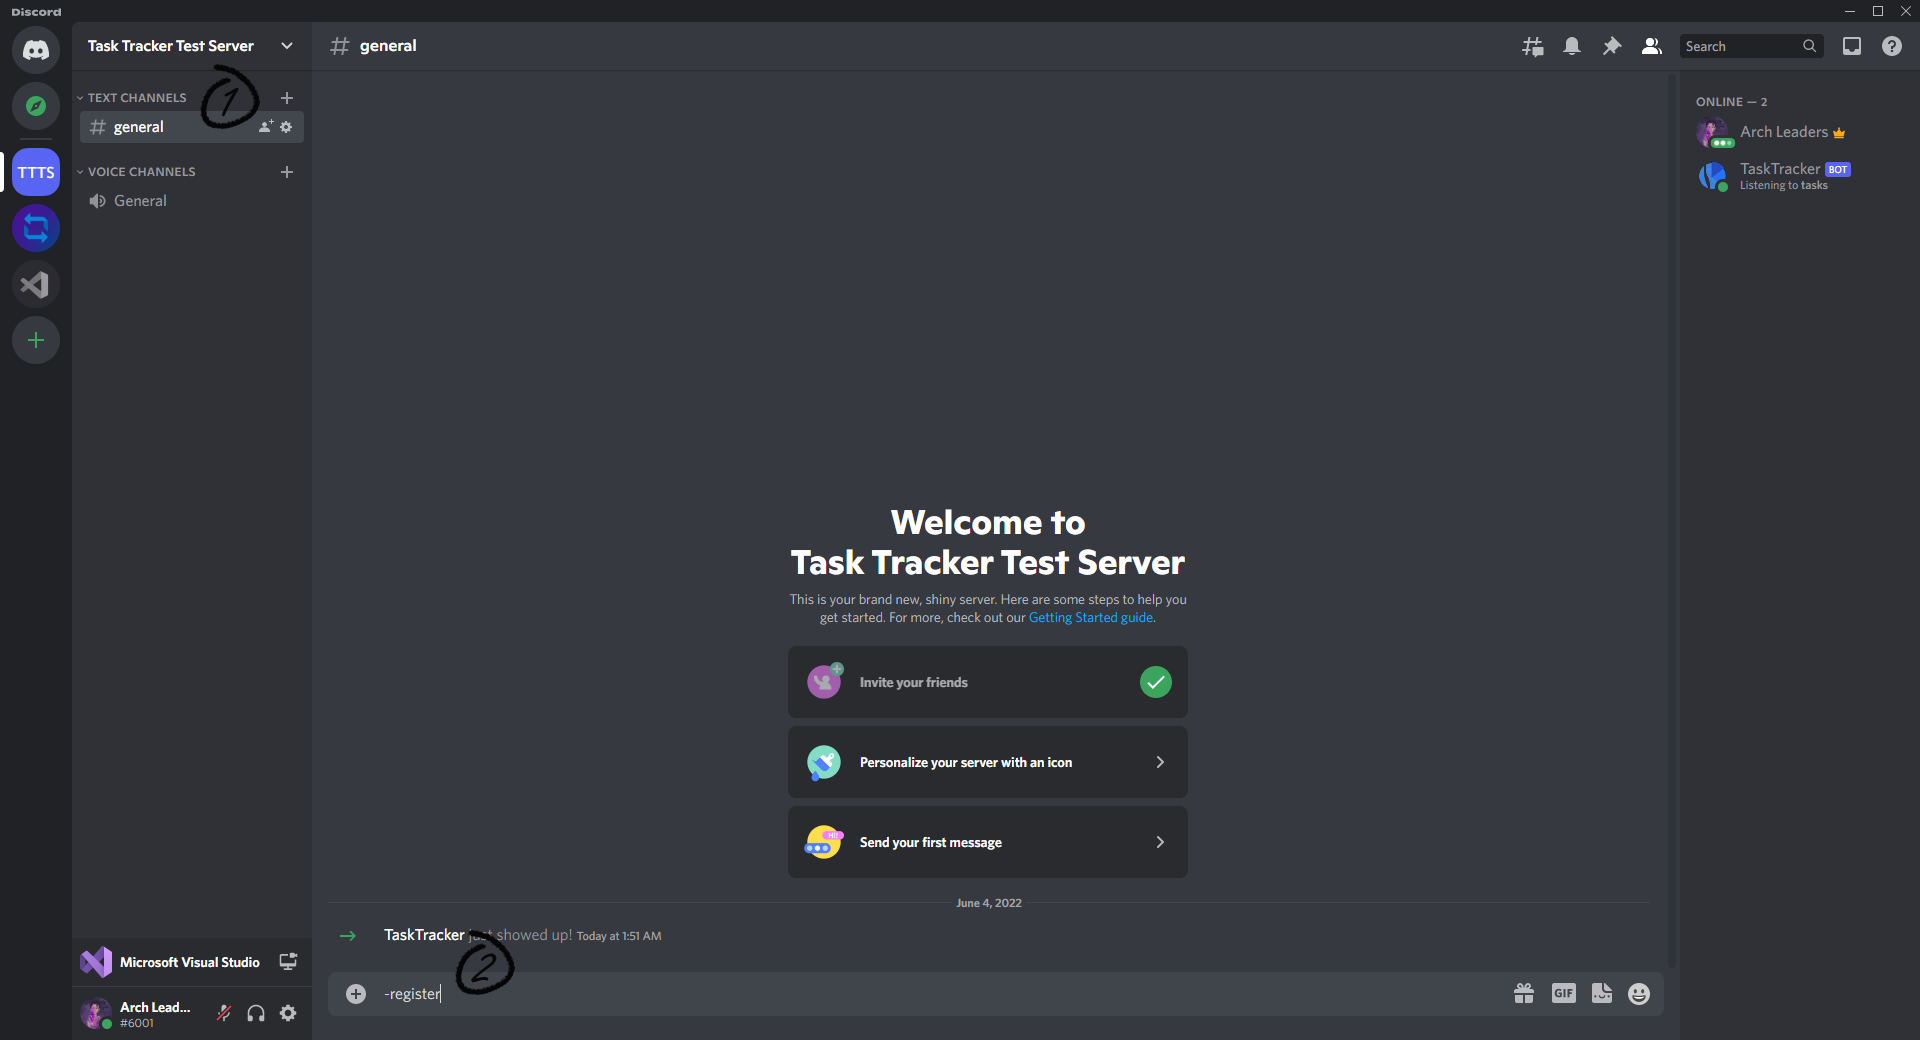 Discord
Task Tracker Test Server
general
Search
TEXT CHANNELS
1
general
VOICE CHANNELS
General
TTTS
ONLINE — 2
Arch Leaders
TaskTracker BOT
Listening to tasks
Welcome to
Task Tracker Test Server
This is your brand new, shiny server. Here are some steps to help you
get started. For more, check out our Getting Started guide.
Invite your friends
Personalize your server with an icon
Hi!
Send your first message
June 4, 2022
TaskTracker just showed up! Today at 1:51 AM
2
-register
GIF
Microsoft Visual Studio
Arch Lead...
#6001